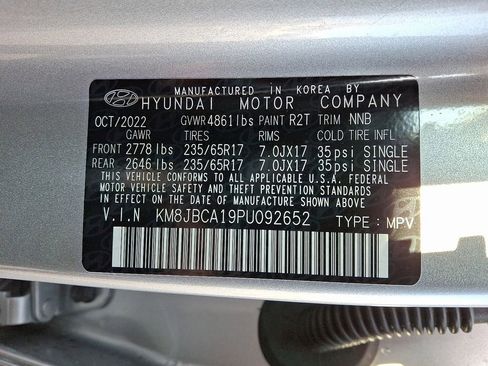 MANUFACTURED IN KOREA BY
HYUNDAI MOTOR COMPANY
OCT/2022 GVWR 4861 lbs PAINT R2T TRIM NNB
GAWR TIRES RIMS COLD TIRE INFL.
FRONT 2778 lbs 235/65R17 7.0JX17 35psi SINGLE
REAR 2646 lbs 235/65R17 7.0JX17 35psi SINGLE
THIS VEHICLE CONFORMS TO ALL APPLICABLE U.S.A. FEDERAL
MOTOR VEHICLE SAFETY AND THEFT PREVENTION STANDARDS
IN EFFECT ON THE DATE OF MANUFACTURE SHOWN ABOVE.
V.I.N KM8JBCA19PU092652 TYPE : MPV